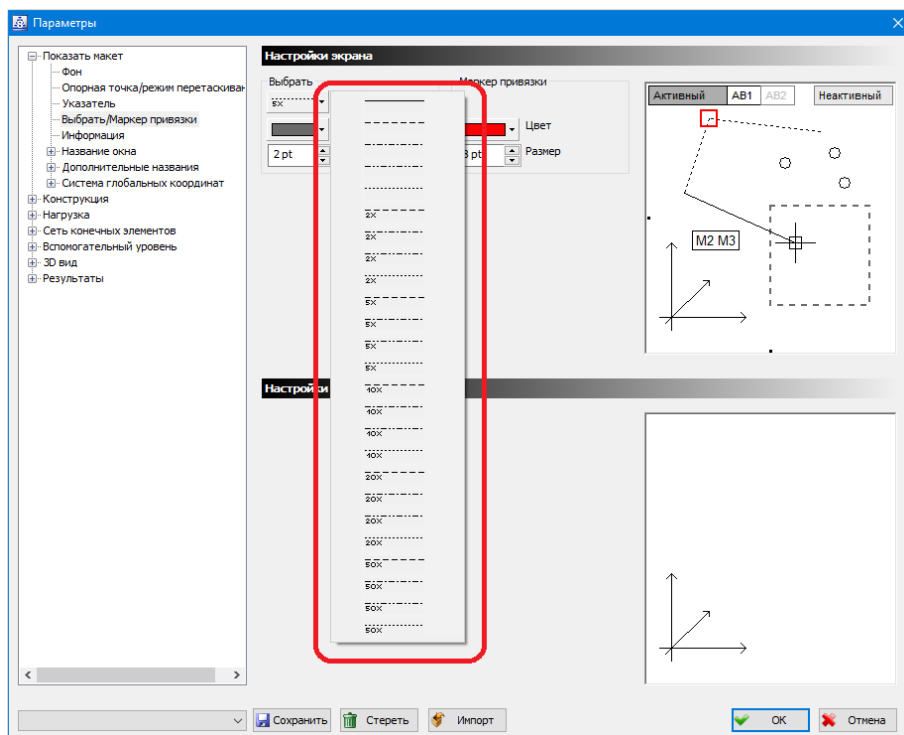 Параметры
Показать макет
Фон
Опорная точка/режим перетаскиван
Указатель
Выбрать/Маркер привязки
Информация
Название окна
Дополнительные названия
Система глобальных координат
Конструкция
Нагрузка
Сеть конечных элементов
Вспомогательный уровень
3D вид
Результаты
Настройки экрана
Выбрать
5X
2 pt
2X
2X
2X
2X
5X
5X
5X
5X
10X
10X
10X
10X
20X
20X
20X
20X
50X
50X
50X
50X
Маркер привязки
Цвет
pt Размер
Активный AB1 AB2 Неактивный
M2 M3
Настройки
Сохранить Стереть Импорт OK Отмена